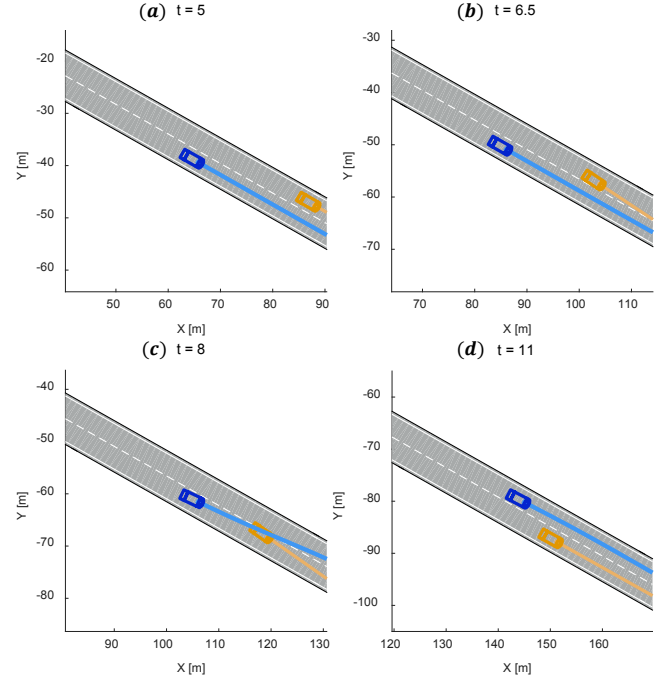 (a) t = 5
-20
-30
-40
-50
-60
Y [m]
50 60 70 80 90
X [m]
(b) t = 6.5
-30
-40
-50
-60
-70
Y [m]
70 80 90 100 110
X [m]
(c) t = 8
-40
-50
-60
-70
-80
Y [m]
90 100 110 120 130
X [m]
(d) t = 11
-60
-70
-80
-90
-100
Y [m]
120 130 140 150 160
X [m]